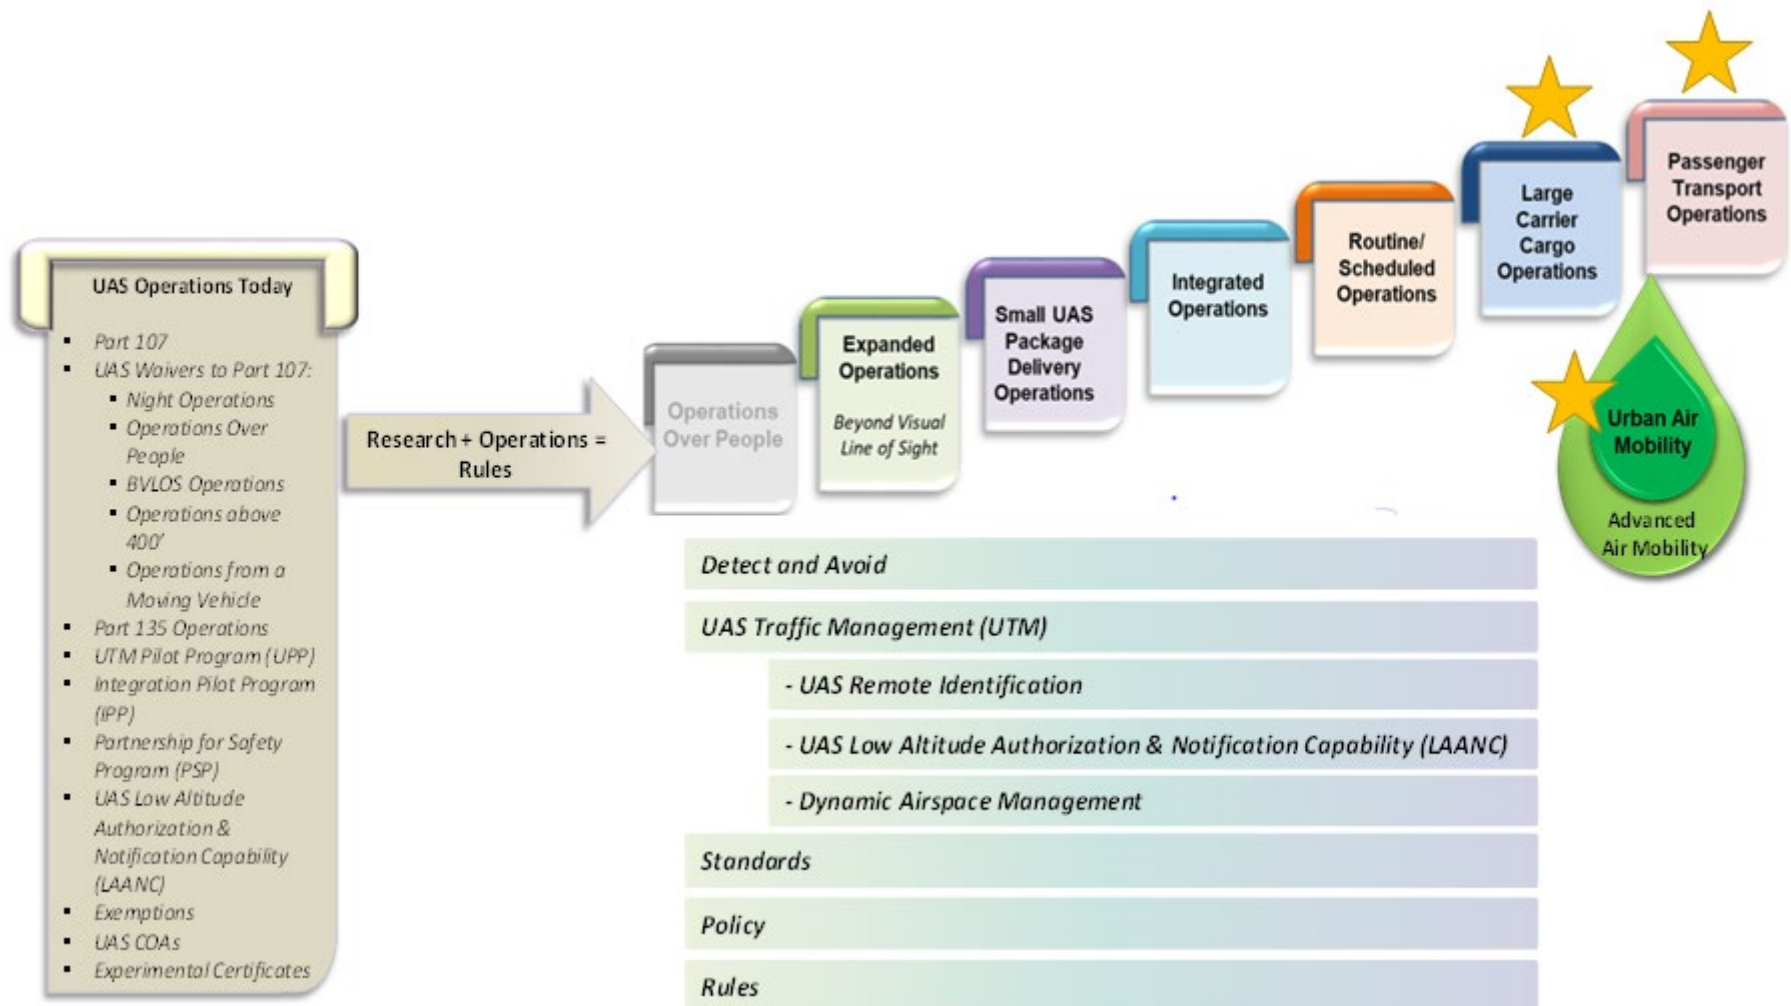 UAS Operations Today
▪ Part 107
▪ UAS Waivers to Part 107:
▪ Night Operations
▪ Operations Over
People
▪ BVLOS Operations
▪ Operations above
400’
▪ Operations from a
Moving Vehicle
▪ Part 135 Operations
▪ UTM Pilot Program (UPP)
▪ Integration Pilot Program
(IPP)
▪ Partnership for Safety
Program (PSP)
▪ UAS Low Altitude
Authorization &
Notification Capability
(LAANC)
▪ Exemptions
▪ UAS COAs
▪ Experimental Certificates
Research + Operations =
Rules
Operations
Over People
Expanded
Operations
Beyond Visual
Line of Sight
Small UAS
Package
Delivery
Operations
Integrated
Operations
Routine/
Scheduled
Operations
Large
Carrier
Cargo
Operations
Passenger
Transport
Operations
Urban Air
Mobility
Advanced
Air Mobility
Detect and Avoid
UAS Traffic Management (UTM)
- UAS Remote Identification
- UAS Low Altitude Authorization & Notification Capability (LAANC)
- Dynamic Airspace Management
Standards
Policy
Rules